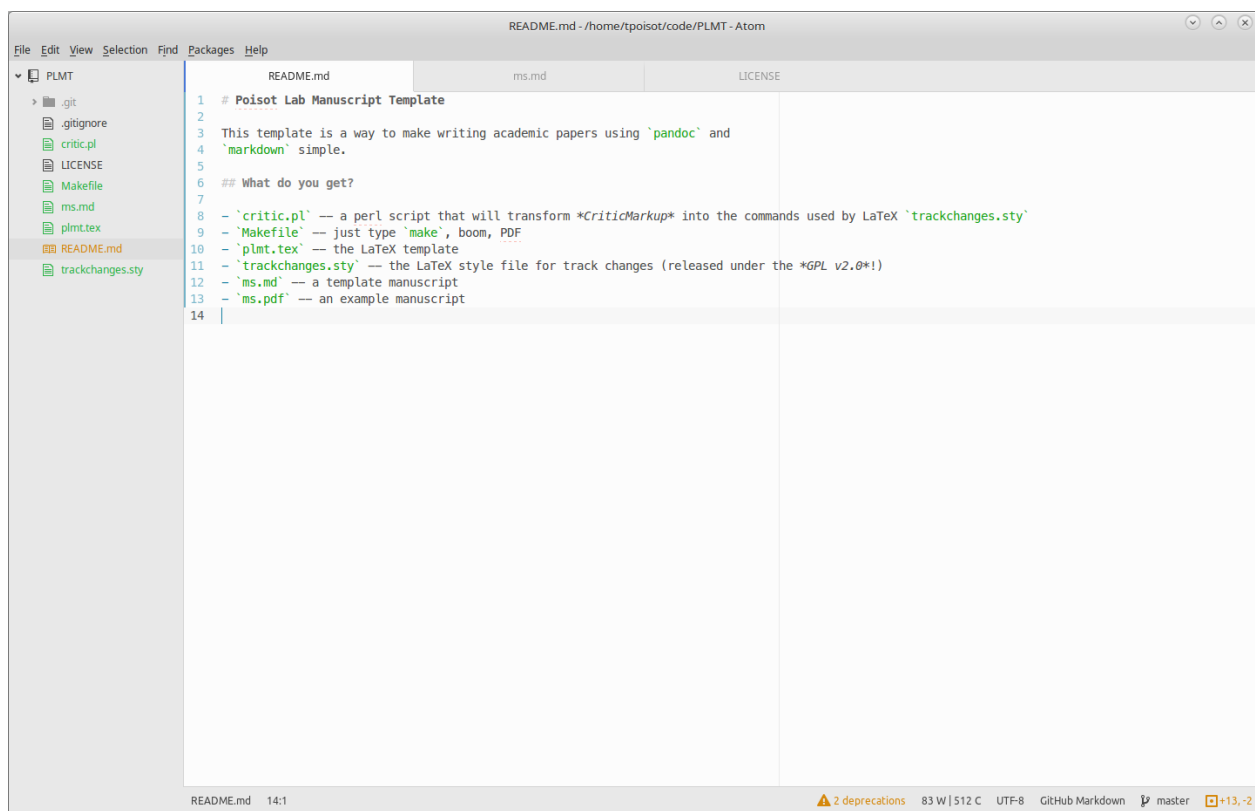 README.md - /home/tpoisot/code/PLMT - Atom
File Edit View Selection Find Packages Help
PLMT
.git
.gitignore
critic.pl
LICENSE
Makefile
ms.md
plmt.tex
README.md
trackchanges.sty
README.md ms.md LICENSE
1 # Poisot Lab Manuscript Template
2
3 This template is a way to make writing academic papers using `pandoc` and
4 `markdown` simple.
5
6 ## What do you get?
7
8 - `critic.pl` -- a perl script that will transform *CriticMarkup* into the commands used by LaTeX `trackchanges.sty`
9 - `Makefile` -- just type `make`, boom, PDF
10 - `plmt.tex` -- the LaTeX template
11 - `trackchanges.sty` -- the LaTeX style file for track changes (released under the *GPL v2.0*!)
12 - `ms.md` -- a template manuscript
13 - `ms.pdf` -- an example manuscript
14
README.md 14:1 2 deprecations 83 W | 512 C UTF-8 GitHub Markdown master +13, -2